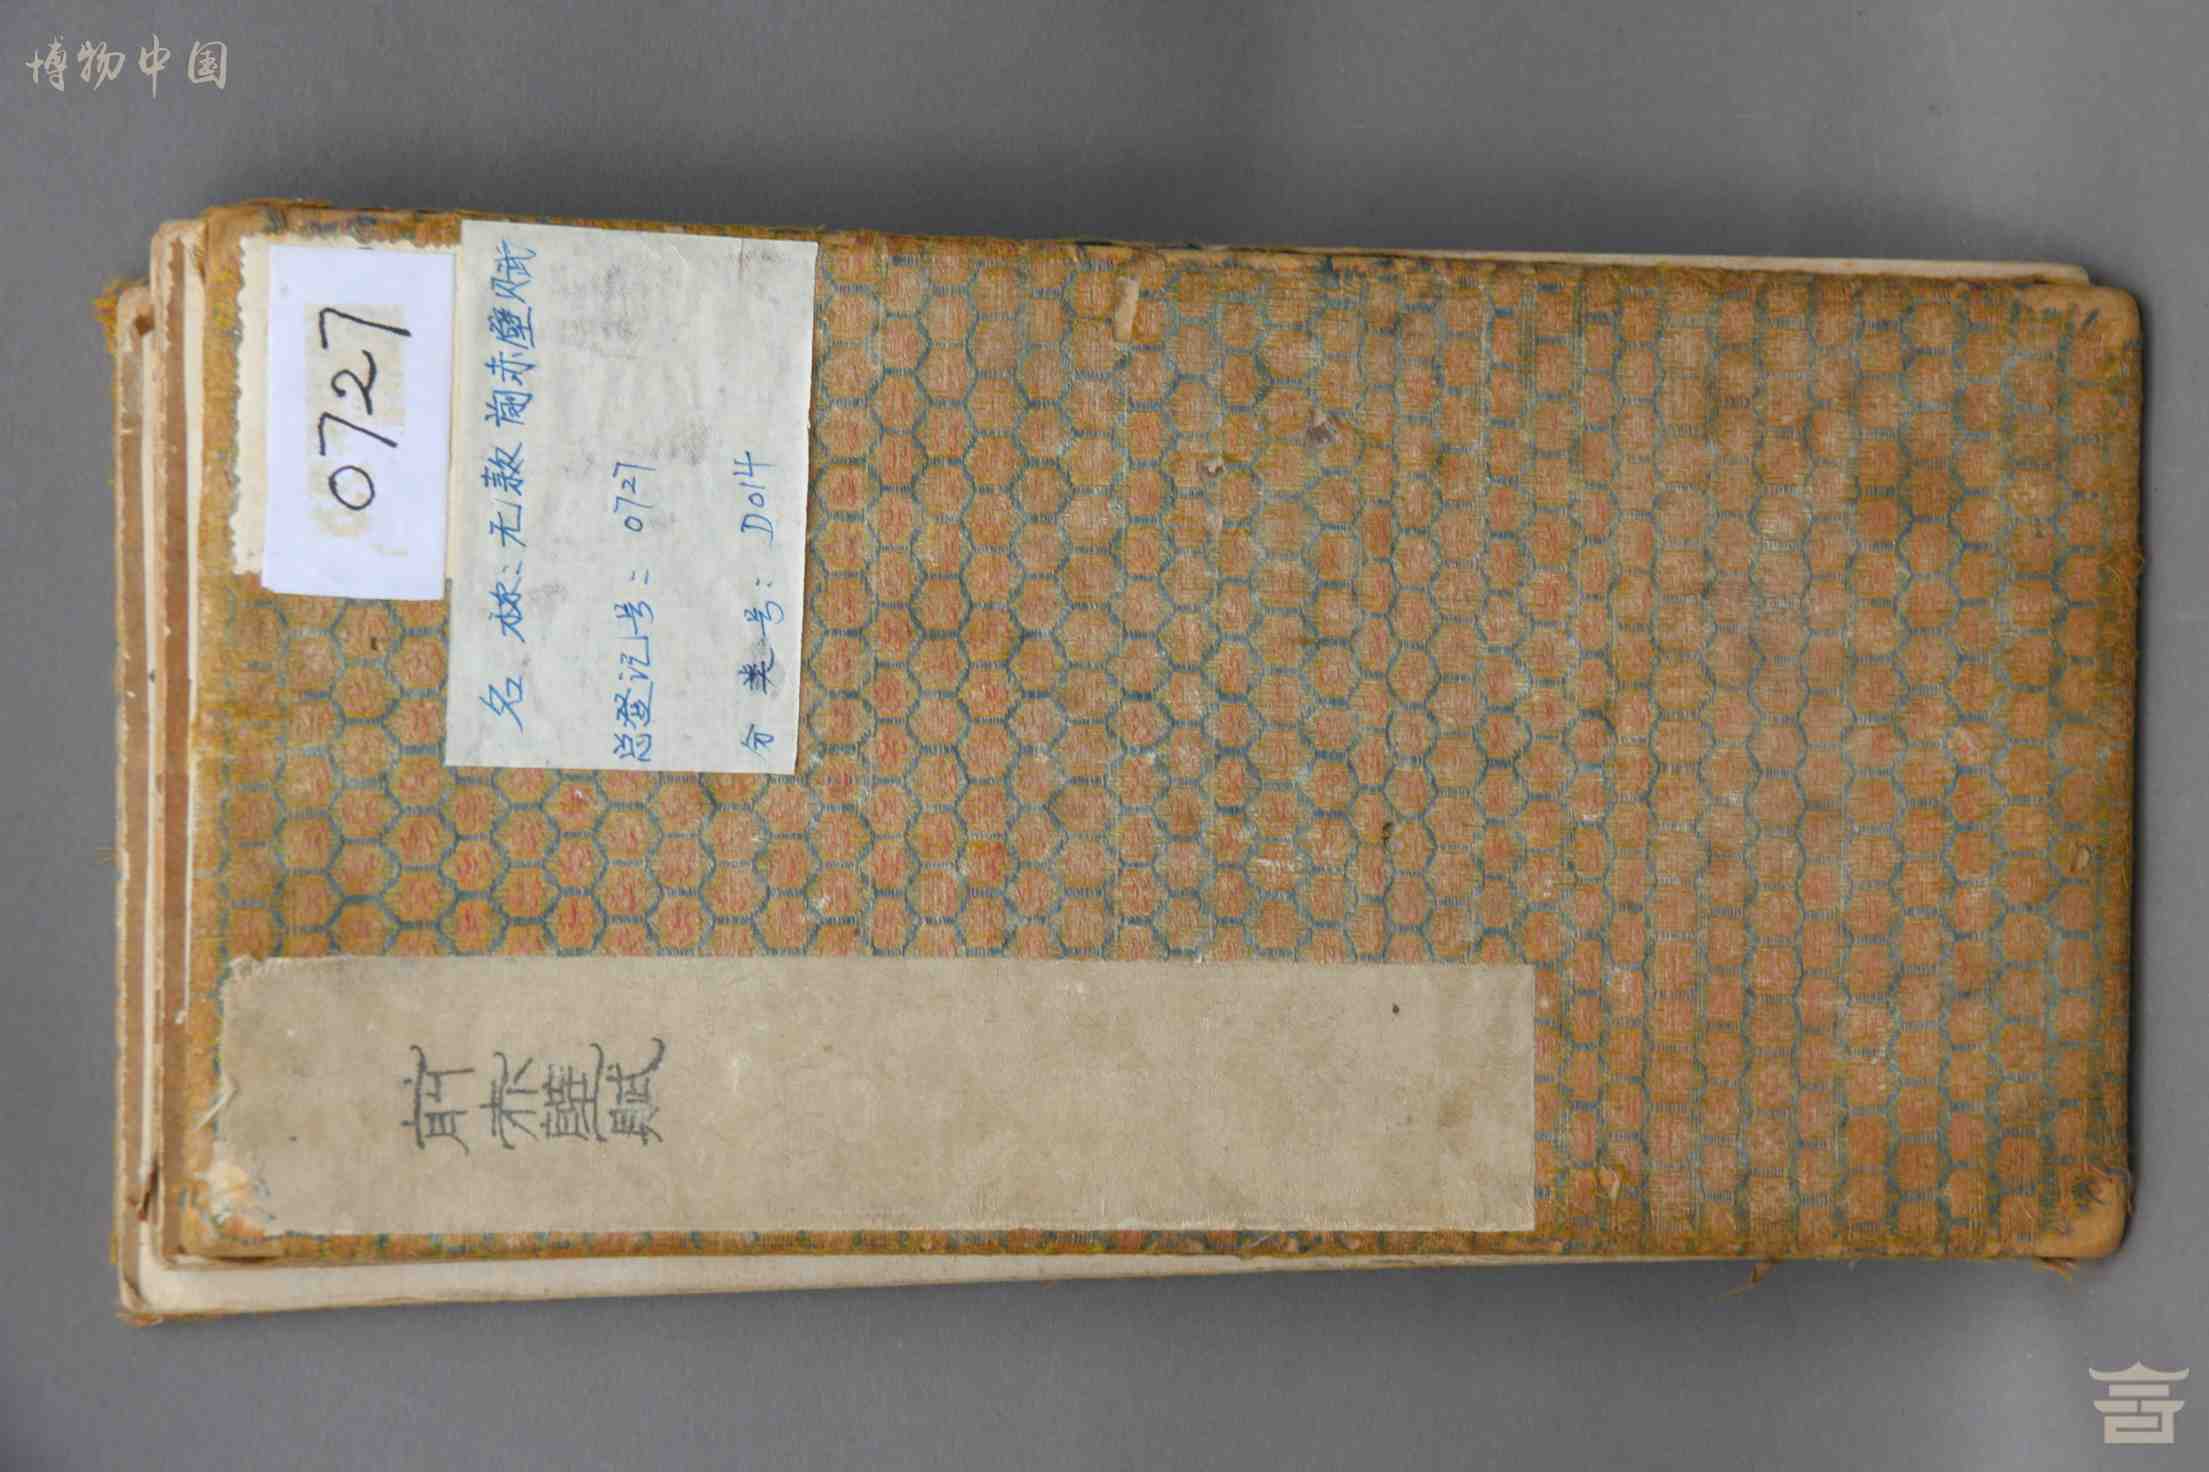 博物中国
0727
名 称：无款前赤壁赋
总登记号：0727
分 类 号：D014
前赤壁賦